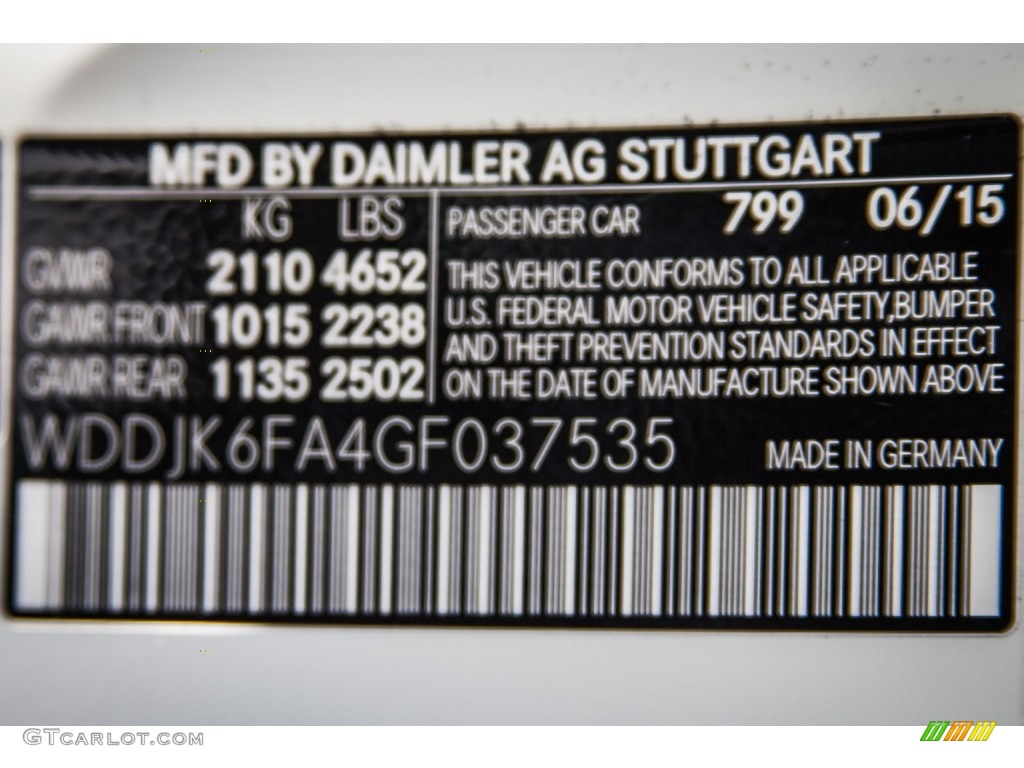 MFD BY DAIMLER AG STUTTGART
KG LBS
GVWR 2110 4652
GAWR FRONT 1015 2238
GAWR REAR 1135 2502
PASSENGER CAR 799 06/15
THIS VEHICLE CONFORMS TO ALL APPLICABLE
U.S. FEDERAL MOTOR VEHICLE SAFETY,BUMPER
AND THEFT PREVENTION STANDARDS IN EFFECT
ON THE DATE OF MANUFACTURE SHOWN ABOVE
WDDJK6FA4GF037535
MADE IN GERMANY
GTCARLOT.COM